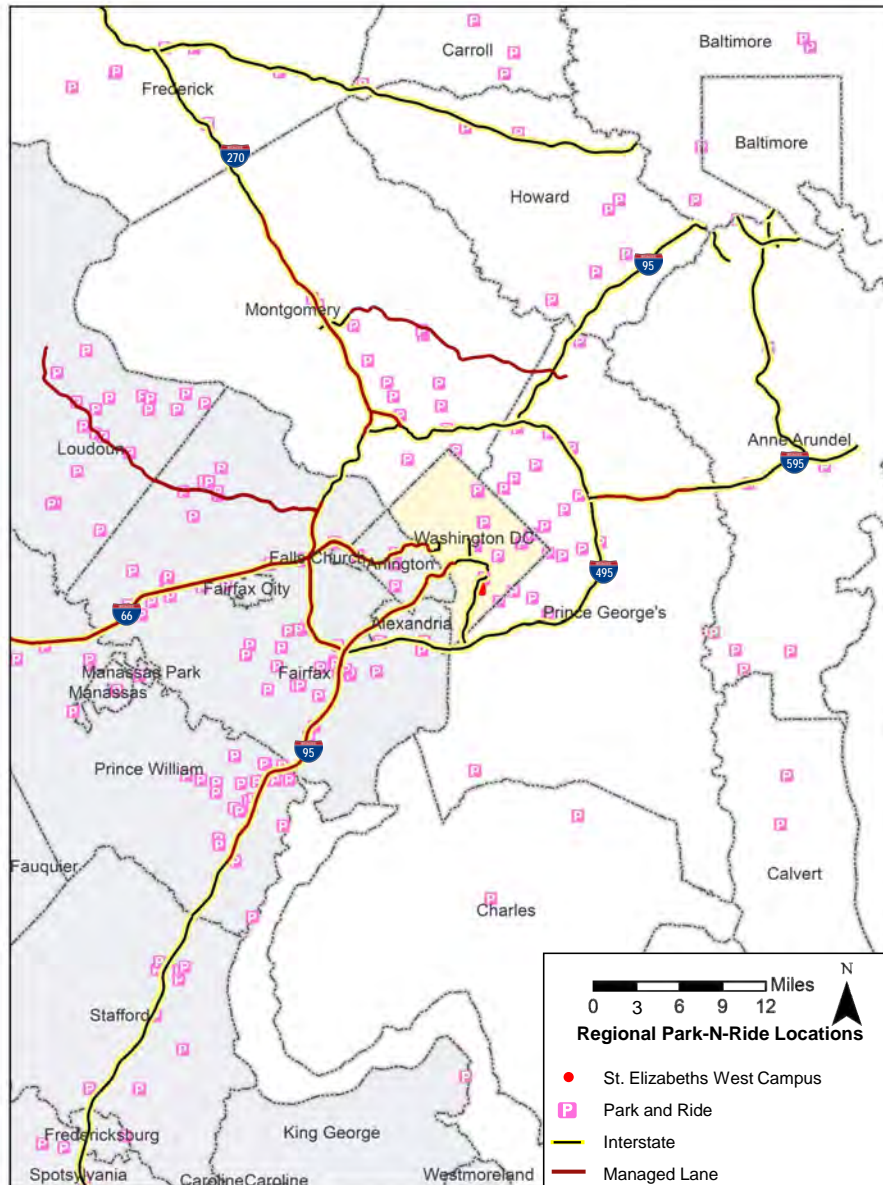 Carroll
Baltimore
Frederick
Baltimore
270
Howard
95
Montgomery
Anne Arundel
Loudoun
595
Washington DC
Falls Church
Arlington
495
Fairfax City
66
Prince George's
Alexandria
Manassas Park
Fairfax
Manassas
95
Prince William
Fauquier
Calvert
Charles
Miles
N
0 3 6 9 12
Regional Park-N-Ride Locations
Stafford
St. Elizabeths West Campus
P Park and Ride
Fredericksburg
King George
Interstate
Spotsylvania
CarolineCaroline
Westmoreland
Managed Lane